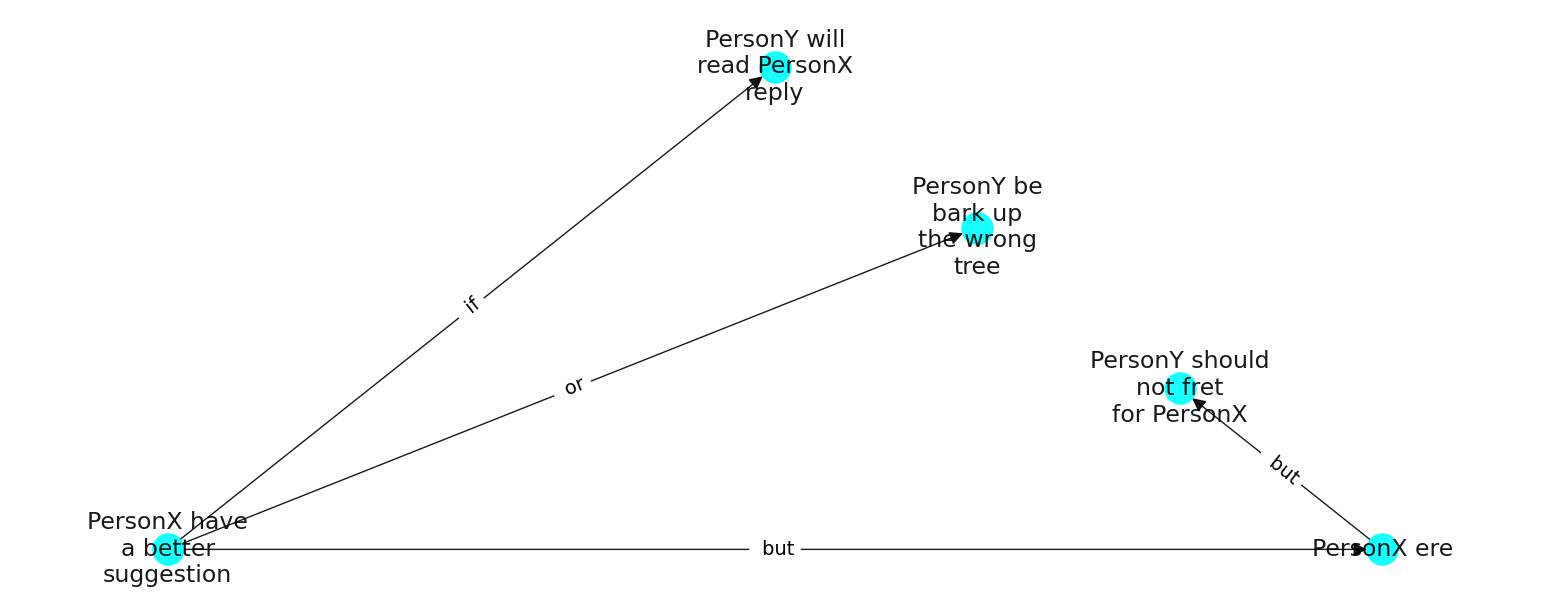 PersonY will
read PersonX
reply
PersonY be
bark up
the wrong
tree
if
PersonY should
not fret
for PersonX
or
but
PersonX have
a better
suggestion
but
PersonX ere